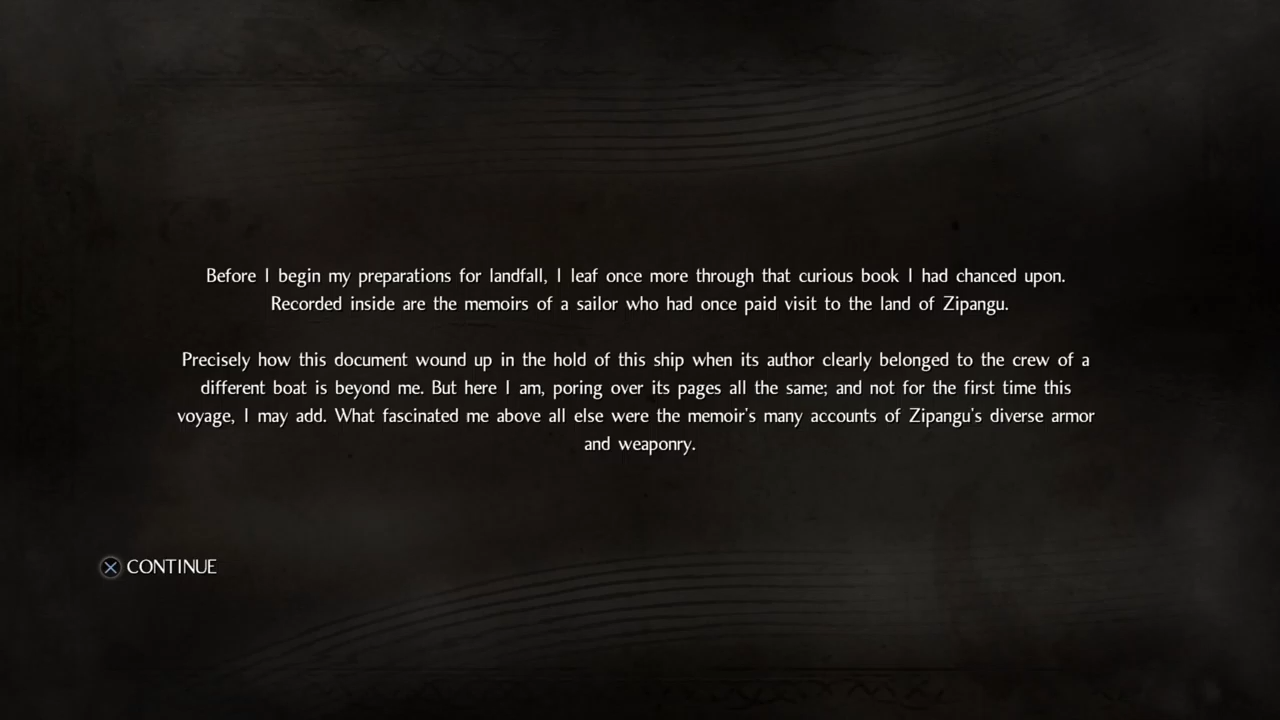 Before I begin my preparations for landfall, I leaf once more through that curious book I had chanced upon.
Recorded inside are the memoirs of a sailor who had once paid visit to the land of Zipangu.
Precisely how this document wound up in the hold of this ship when its author clearly belonged to the crew of a
different boat is beyond me. But here I am, poring over its pages all the same; and not for the first time this
voyage, I may add. What fascinated me above all else were the memoir's many accounts of Zipangu's diverse armor
and weaponry.
CONTINUE